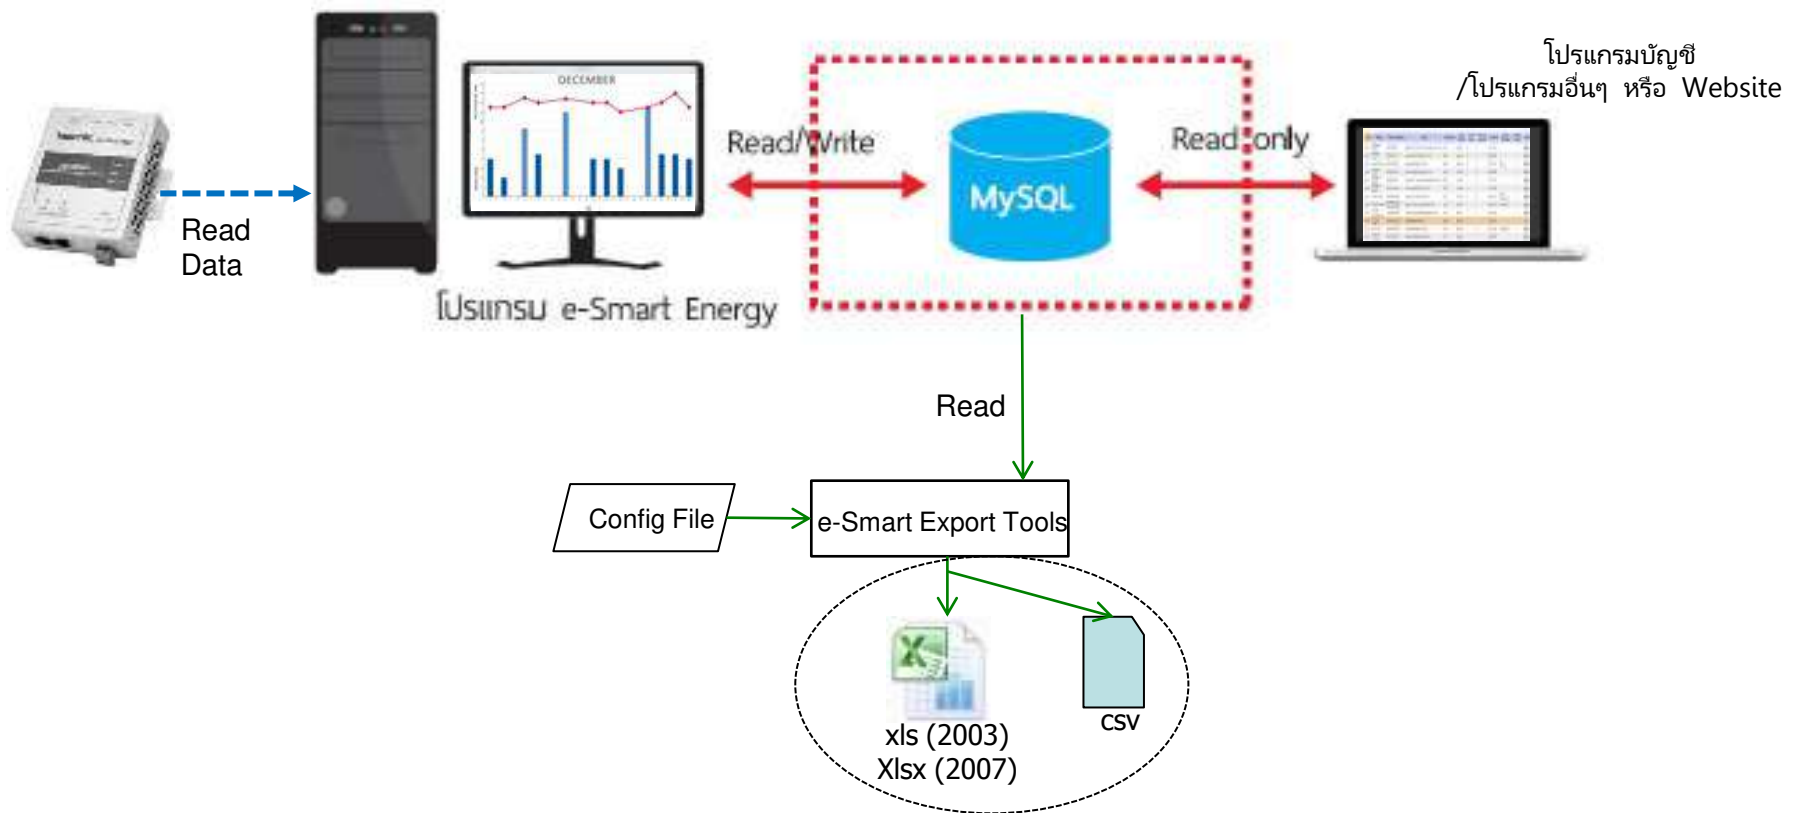 โปรแกรมบัญชี
/โปรแกรมอื่นๆ หรือ Website
DECEMBER
Read/Write
Read only
MySQL
Read
Data
โปรแกรม e-Smart Energy
Read
Config File
e-Smart Export Tools
xls (2003)
Xlsx (2007)
csv